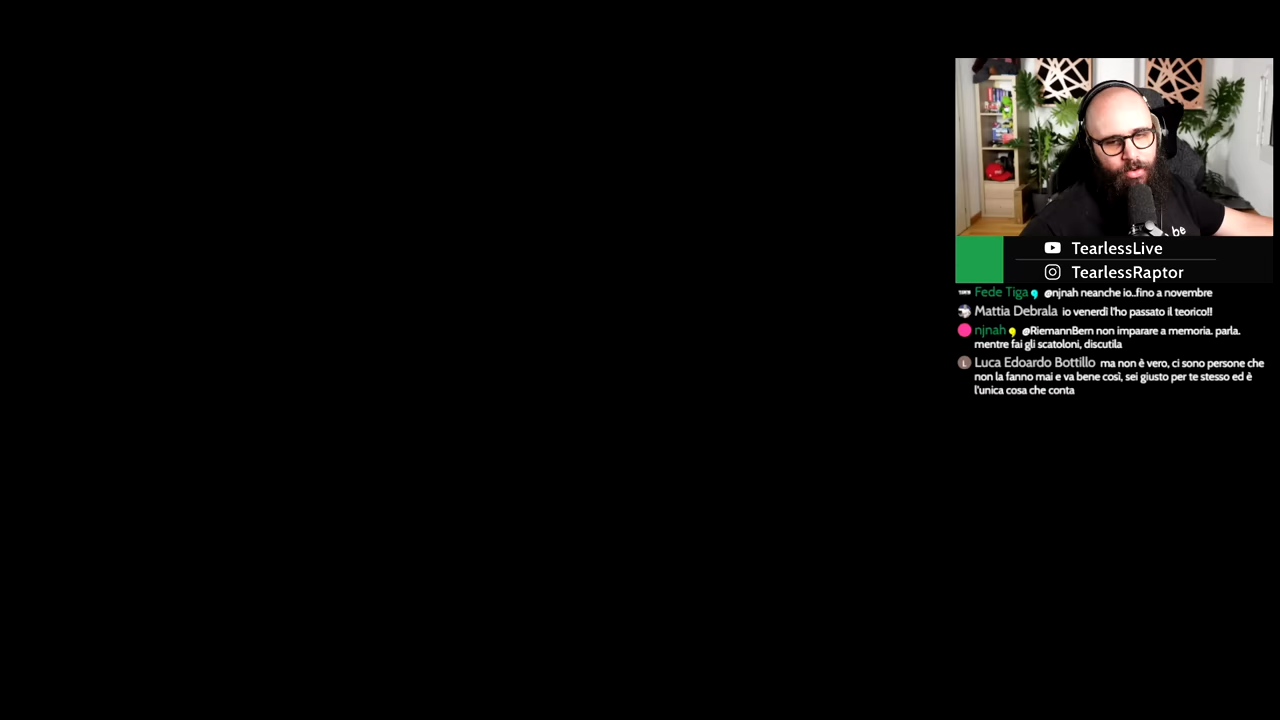 be
TearlessLive
TearlessRaptor
Fede Tiga @njnah neanche io..fino a novembre
Mattia Debrala io venerdì l'ho passato il teorico!!
njnah @RiemannBern non imparare a memoria. parla.
mentre fai gli scatoloni, discutila
L Luca Edoardo Bottillo ma non è vero, ci sono persone che
non la fanno mai e va bene così, sei giusto per te stesso ed è
l'unica cosa che conta